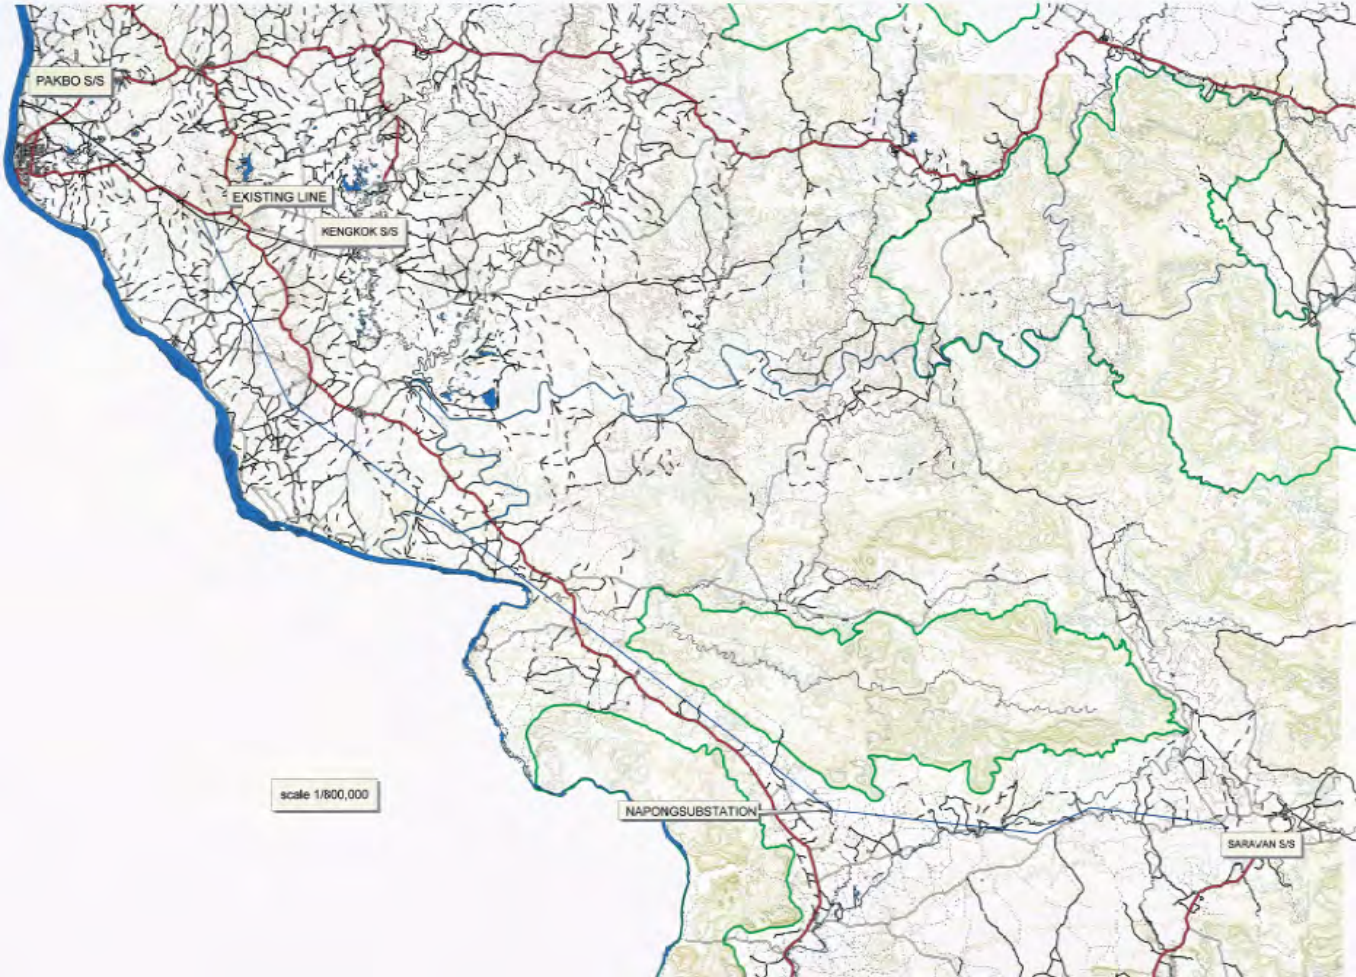 PAKBO S/S
EXISTING LINE
KENGKOK S/S
scale 1/800,000
NAPONGSUBSTATION
SARAVAN S/S